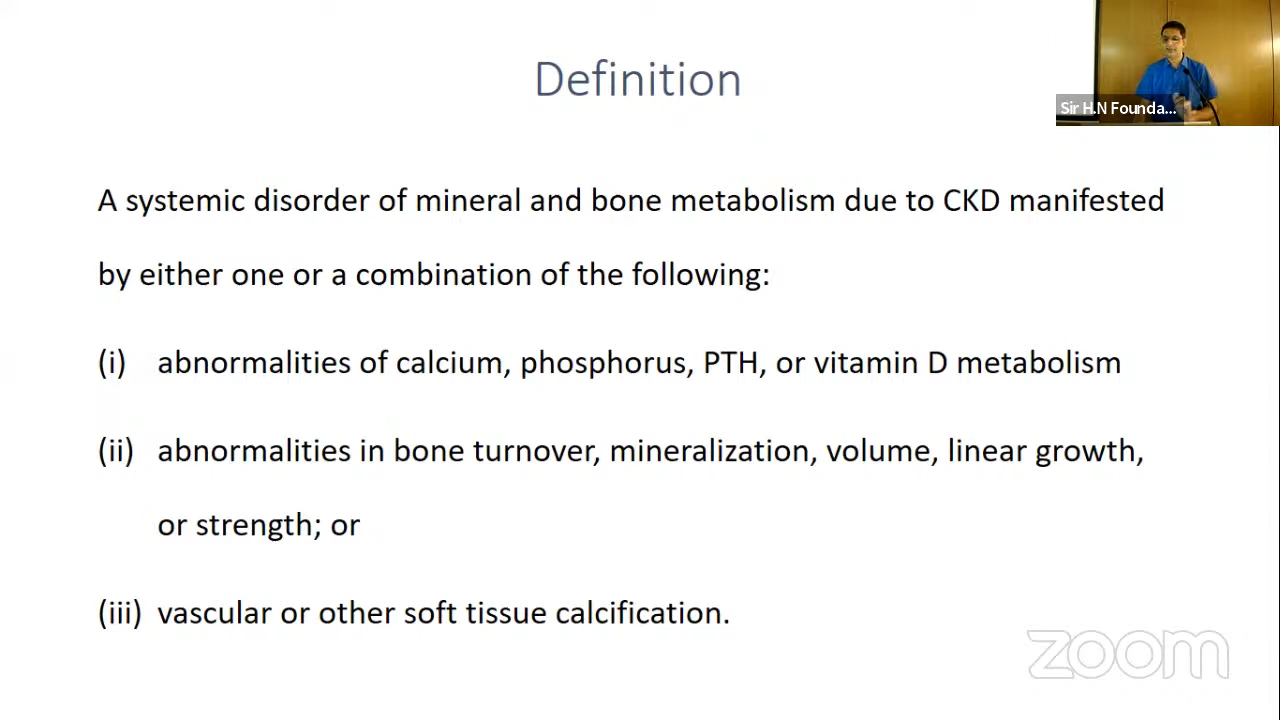 Definition
Sir H.N Founda...
A systemic disorder of mineral and bone metabolism due to CKD manifested
by either one or a combination of the following:
(i) abnormalities of calcium, phosphorus, PTH, or vitamin D metabolism
(ii) abnormalities in bone turnover, mineralization, volume, linear growth,
or strength; or
(iii) vascular or other soft tissue calcification.
zoom